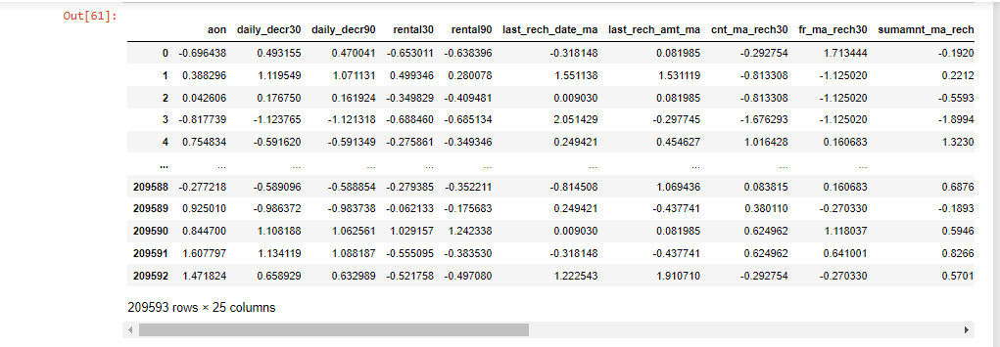 Out[61]:
aon daily_decr30 daily_decr90 rental30 rental90 last_rech_date_ma last_rech_amt_ma cnt_ma_rech30 fr_ma_rech30 sumamnt_ma_rech
0 -0.696438 0.493155 0.470041 -0.653011 -0.638396 -0.318148 0.081985 -0.292754 1.713444 -0.1920
1 0.388296 1.119549 1.071131 0.499346 0.280078 1.551138 1.531119 -0.813308 -1.125020 0.2212
2 0.042606 0.176750 0.161924 -0.349829 -0.409481 0.009030 0.081985 -0.813308 -1.125020 -0.5593
3 -0.817739 -1.123765 -1.121318 -0.688460 -0.685134 2.051429 -0.297745 -1.676293 -1.125020 -1.8994
4 0.754834 -0.591620 -0.591349 -0.275861 -0.349346 0.249421 0.454627 1.016428 0.160683 1.3230
... ... ... ... ... ... ... ... ... ...
209588 -0.277218 -0.589096 -0.588854 -0.279385 -0.352211 -0.814508 1.069436 0.083815 0.160683 0.6876
209589 0.925010 -0.986372 -0.983738 -0.062133 -0.175683 0.249421 -0.437741 0.380110 -0.270330 -0.1893
209590 0.844700 1.108188 1.062561 1.029157 1.242338 0.009030 0.081985 0.624962 1.118037 0.5946
209591 1.607797 1.134119 1.088187 -0.555095 -0.383530 -0.318148 -0.437741 0.624962 0.641001 0.8266
209592 1.471824 0.658929 0.632989 -0.521758 -0.497080 1.222543 1.910710 -0.292754 -0.270330 0.5701
209593 rows × 25 columns